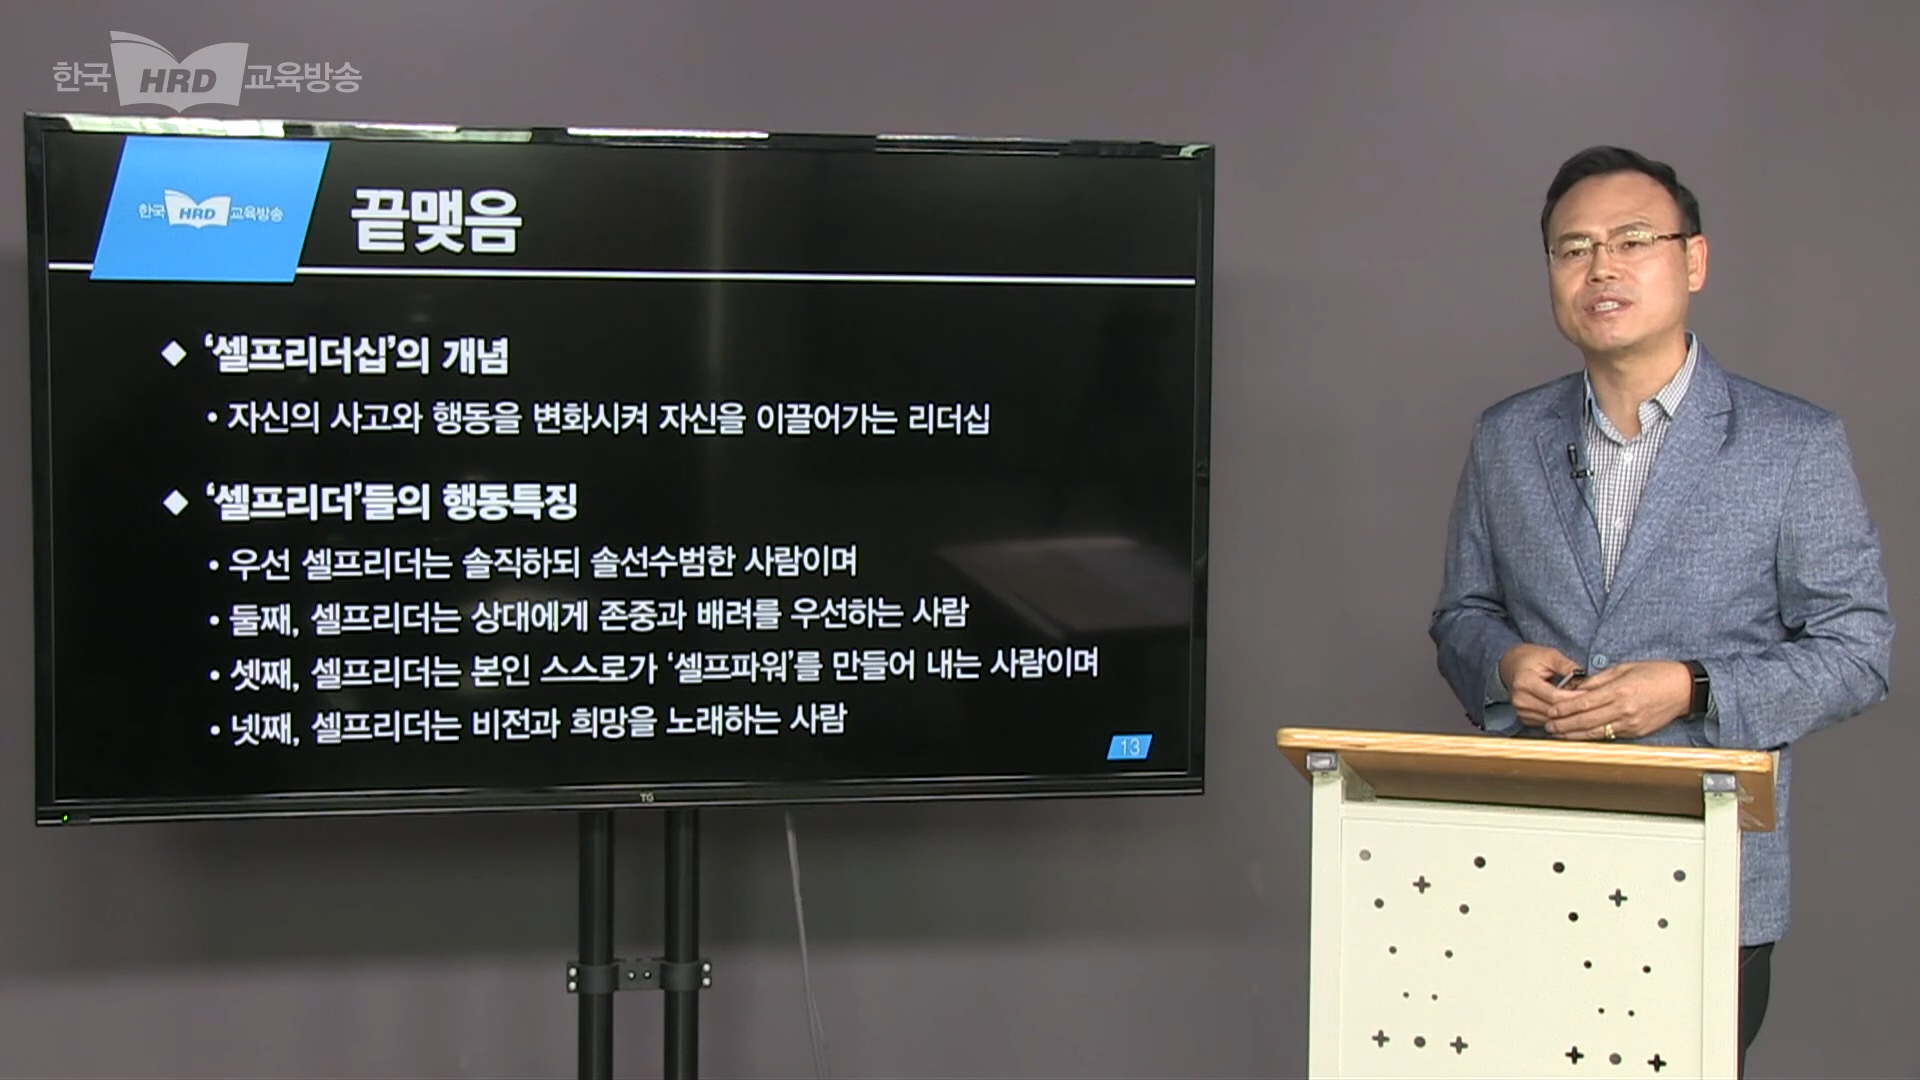 한국 HRD 교육방송
한국 HRD 교육방송
끝맺음
◆ ‘셀프리더십’의 개념
• 자신의 사고와 행동을 변화시켜 자신을 이끌어가는 리더십
◆ ‘셀프리더’들의 행동특징
• 우선 셀프리더는 솔직하되 솔선수범한 사람이며
• 둘째, 셀프리더는 상대에게 존중과 배려를 우선하는 사람
• 셋째, 셀프리더는 본인 스스로가 ‘셀프파워’를 만들어 내는 사람이며
• 넷째, 셀프리더는 비전과 희망을 노래하는 사람
13
TG